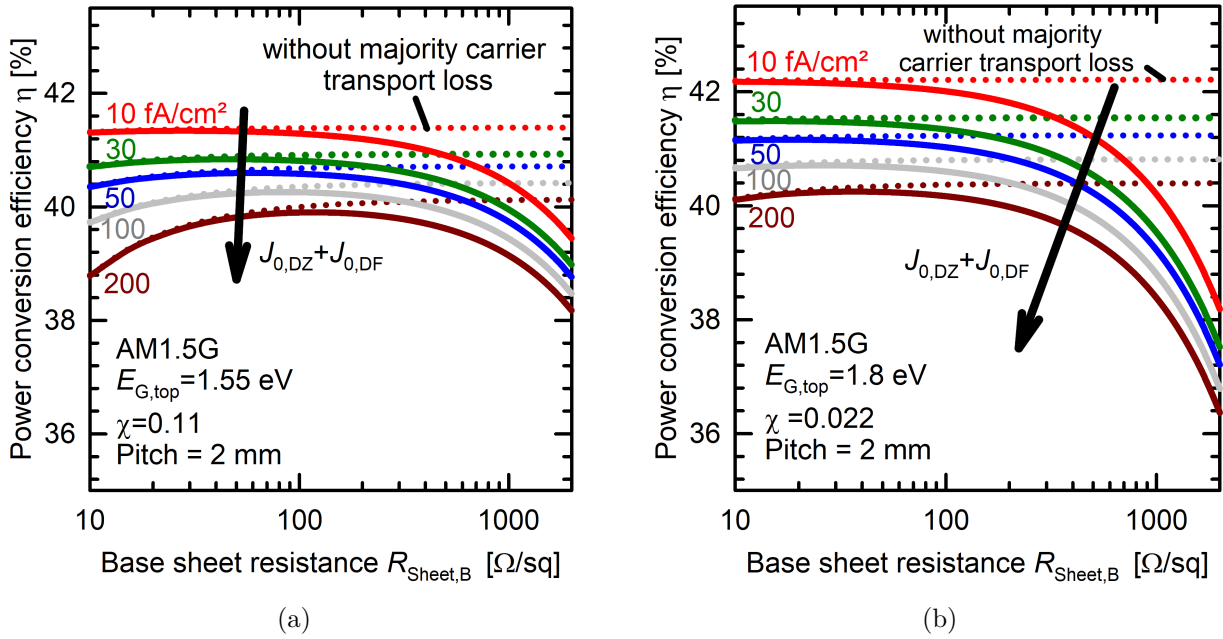 Power conversion efficiency η [%]
42
40
38
36
without majority carrier
transport loss
10 fA/cm²
30
50
100
200
J0,DZ+J0,DF
AM1.5G
EG,top=1.55 eV
χ=0.11
Pitch = 2 mm
10
100
1000
Base sheet resistance RSheet,B [Ω/sq]
(a)
Power conversion efficiency η [%]
42
40
38
36
without majority
carrier transport loss
10 fA/cm²
30
50
100
200
J0,DZ+J0,DF
AM1.5G
EG,top=1.8 eV
χ=0.022
Pitch = 2 mm
10
100
1000
Base sheet resistance RSheet,B [Ω/sq]
(b)